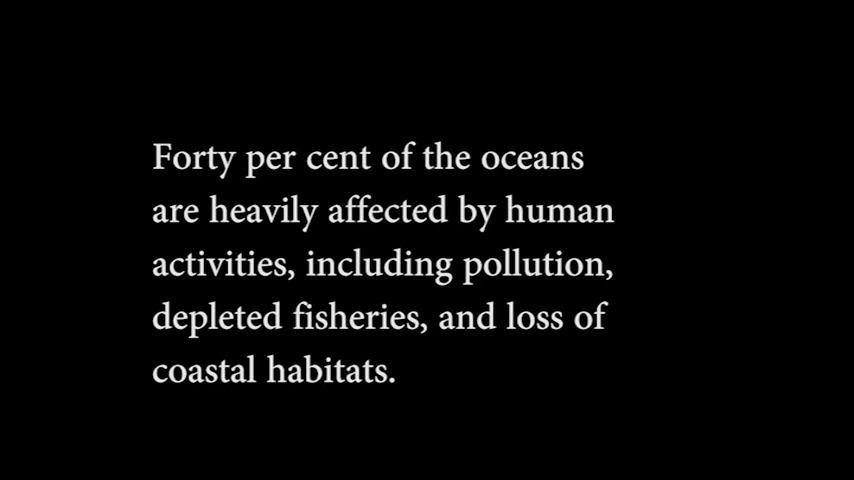 Forty per cent of the oceans
are heavily affected by human
activities, including pollution,
depleted fisheries, and loss of
coastal habitats.